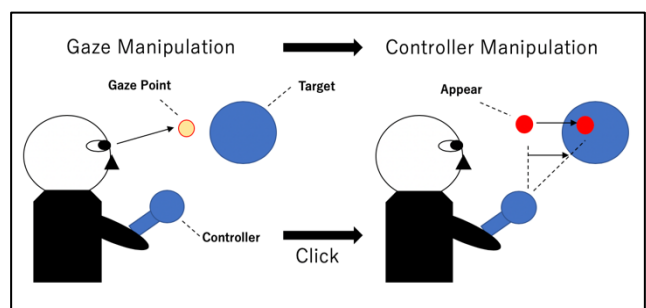 Gaze Manipulation
Controller Manipulation
Gaze Point
Target
Appear
Controller
Click